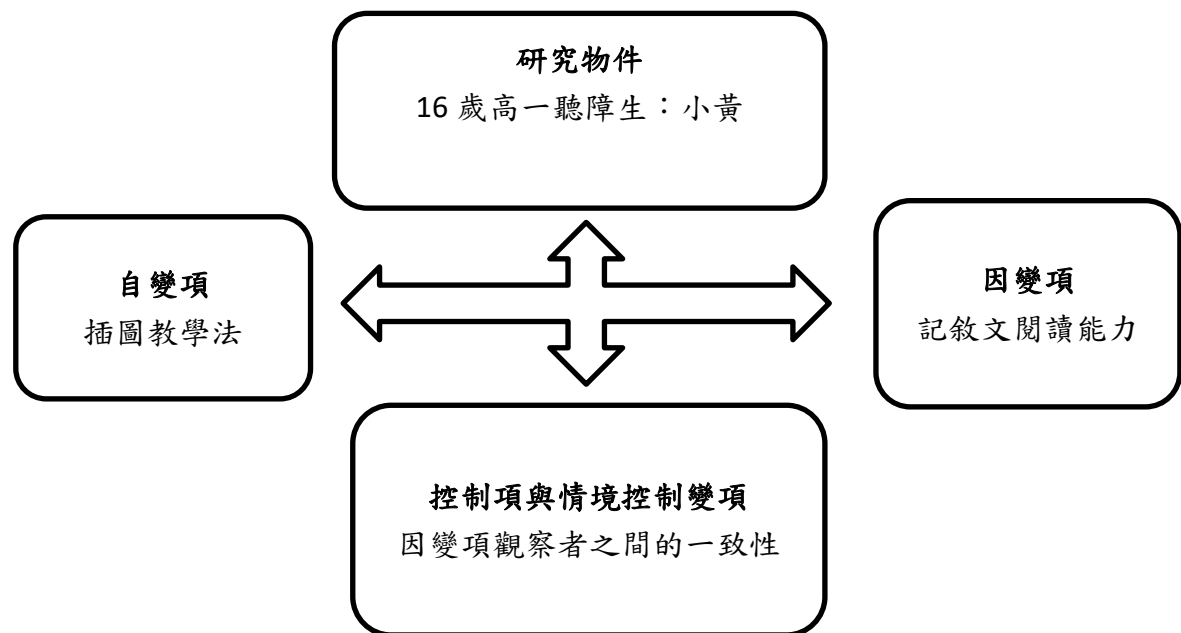 研究物件
16 歲高一聽障生：小黃
自變項
插圖教學法
因變項
記敘文閱讀能力
控制項與情境控制變項
因變項觀察者之間的一致性